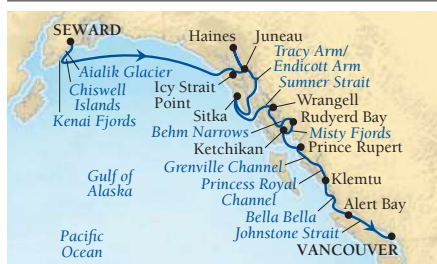 SEWARD
Haines
Juneau
Tracy Arm/
Endicott Arm
Sumner Strait
Aialik Glacier
Chiswell
Islands
Kenai Fjords
Icy Strait
Point
Sitka
Wrangell
Rudyerd Bay
Behm Narrows
Misty Fjords
Ketchikan
Prince Rupert
Grenville Channel
Gulf of
Alaska
Princess Royal
Channel
Klemtu
Bella Bella
Alert Bay
Johnstone Strait
Pacific
Ocean
VANCOUVER